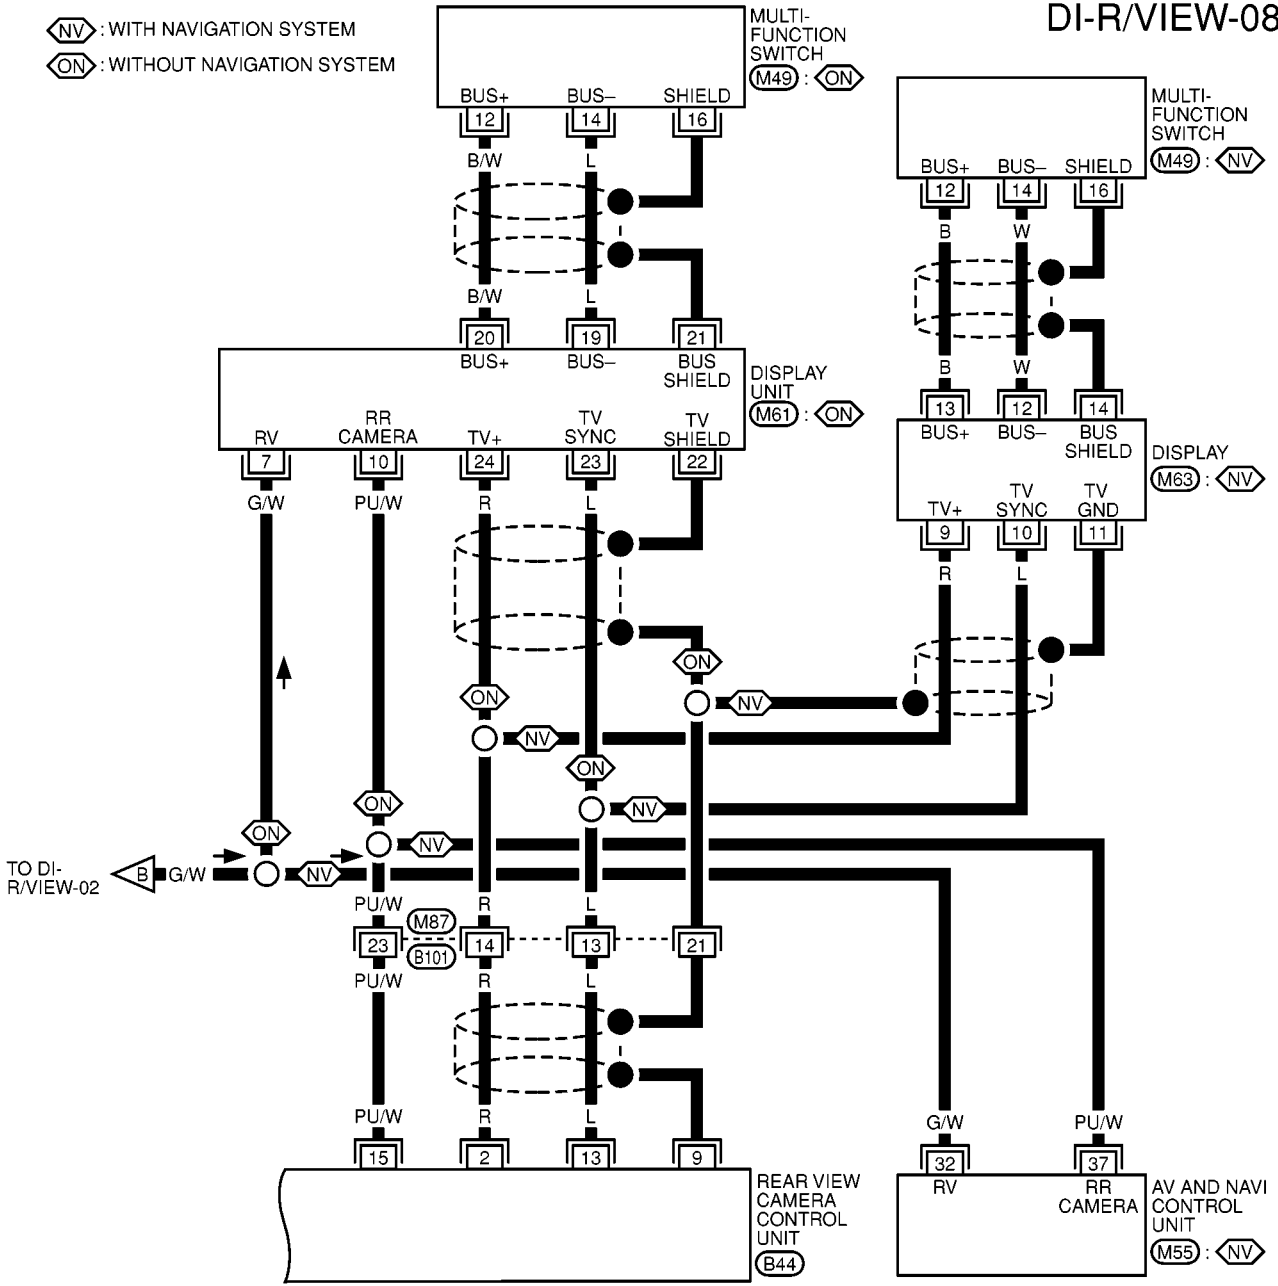 DI-R/VIEW-08
NV : WITH NAVIGATION SYSTEM
ON : WITHOUT NAVIGATION SYSTEM
MULTI-
FUNCTION
SWITCH
M49 : ON
BUS+ BUS– SHIELD
12 14 16
B/W L
B/W L
20 19 21
BUS+ BUS– BUS
SHIELD
DISPLAY
UNIT
M61 : ON
RV RR
CAMERA TV+ TV
SYNC TV
SHIELD
7 10 24 23 22
G/W PU/W R L
MULTI-
FUNCTION
SWITCH
M49 : NV
BUS+ BUS– SHIELD
12 14 16
B W
B W
13 12 14
BUS+ BUS– BUS
SHIELD
DISPLAY
M63 : NV
TV+ TV
SYNC TV
GND
9 10 11
R L
ON
ON NV
NV
ON
ON NV
ON NV
TO DI-
R/VIEW-02
B G/W NV
PU/W R L
M87
23 14 13 21
B101
PU/W R L
PU/W R L
15 2 13 9
REAR VIEW
CAMERA
CONTROL
UNIT
B44
G/W PU/W
32 37
RV RR
CAMERA
AV AND NAVI
CONTROL
UNIT
M55 : NV